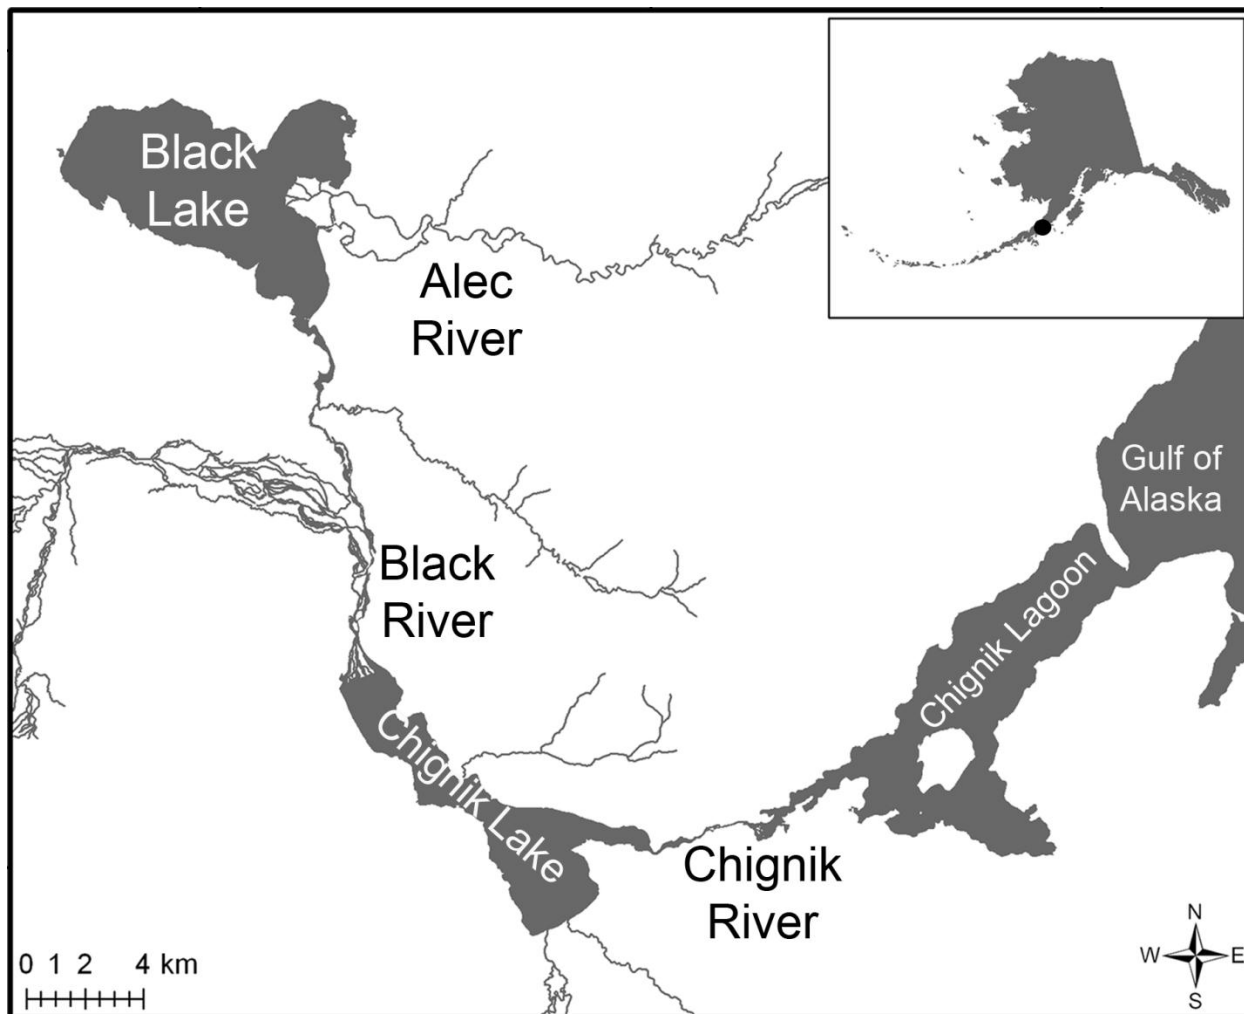 Black
Lake
Alec
River
Gulf of
Alaska
Black
River
Chignik Lagoon
Chignik Lake
Chignik
River
0 1 2 4 km
N
W E
S